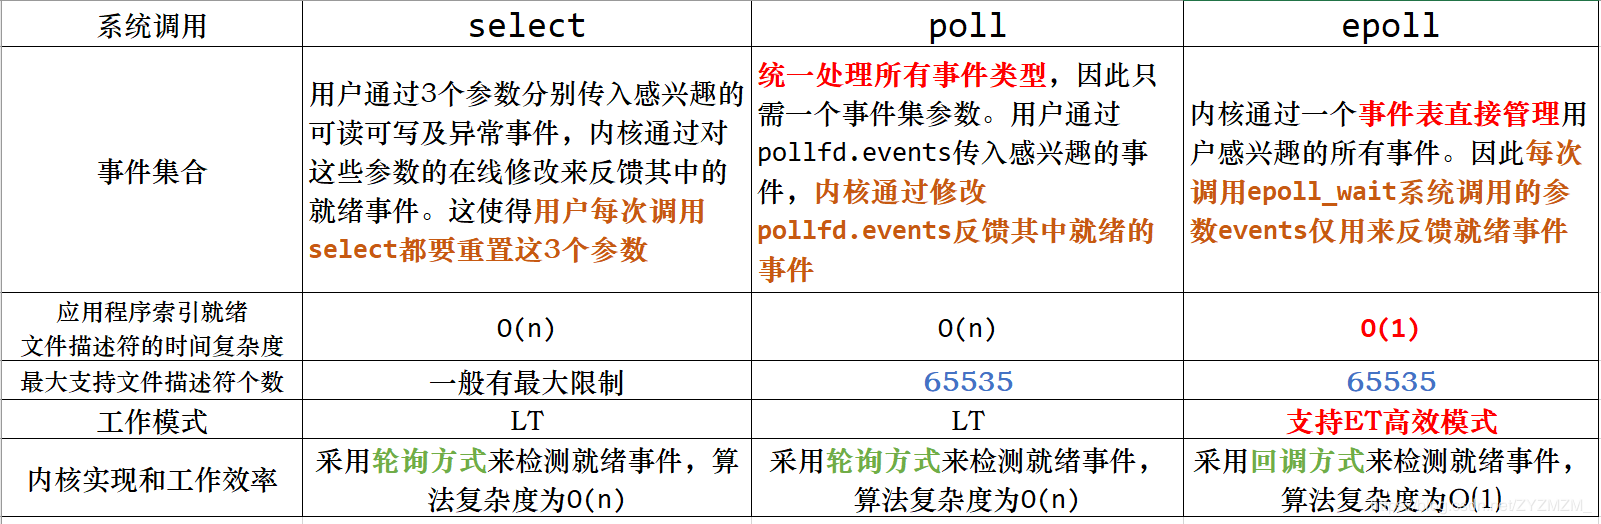 系统调用
select
poll
epoll
事件集合
用户通过3个参数分别传入感兴趣的
可读可写及异常事件，内核通过对
这些参数的在线修改来反馈其中的
就绪事件。这使得用户每次调用
select都要重置这3个参数
统一处理所有事件类型，因此只
需一个事件集参数。用户通过
pollfd.events传入感兴趣的事
件，内核通过修改
pollfd.events反馈其中就绪的
事件
内核通过一个事件表直接管理用
户感兴趣的所有事件。因此每次
调用epoll_wait系统调用的参
数events仅用来反馈就绪事件
应用程序索引就绪
文件描述符的时间复杂度
O(n)
O(n)
O(1)
最大支持文件描述符个数
一般有最大限制
65535
65535
工作模式
LT
LT
支持ET高效模式
内核实现和工作效率
采用轮询方式来检测就绪事件，算
法复杂度为O(n)
采用轮询方式来检测就绪事件，
算法复杂度为O(n)
采用回调方式来检测就绪事件，
算法复杂度为O(1)